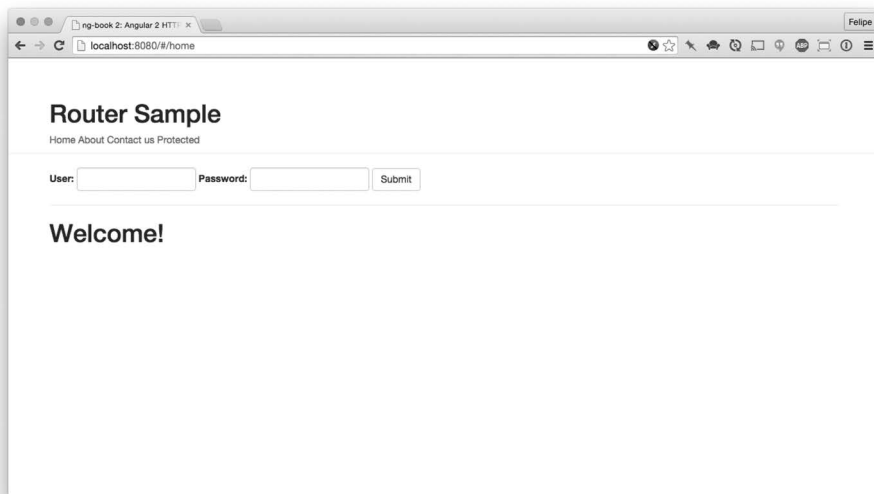 ng-book 2: Angular 2 HTT
Felipe
localhost:8080/#/home
ABP
Router Sample
Home About Contact us Protected
User: Password: Submit
Welcome!